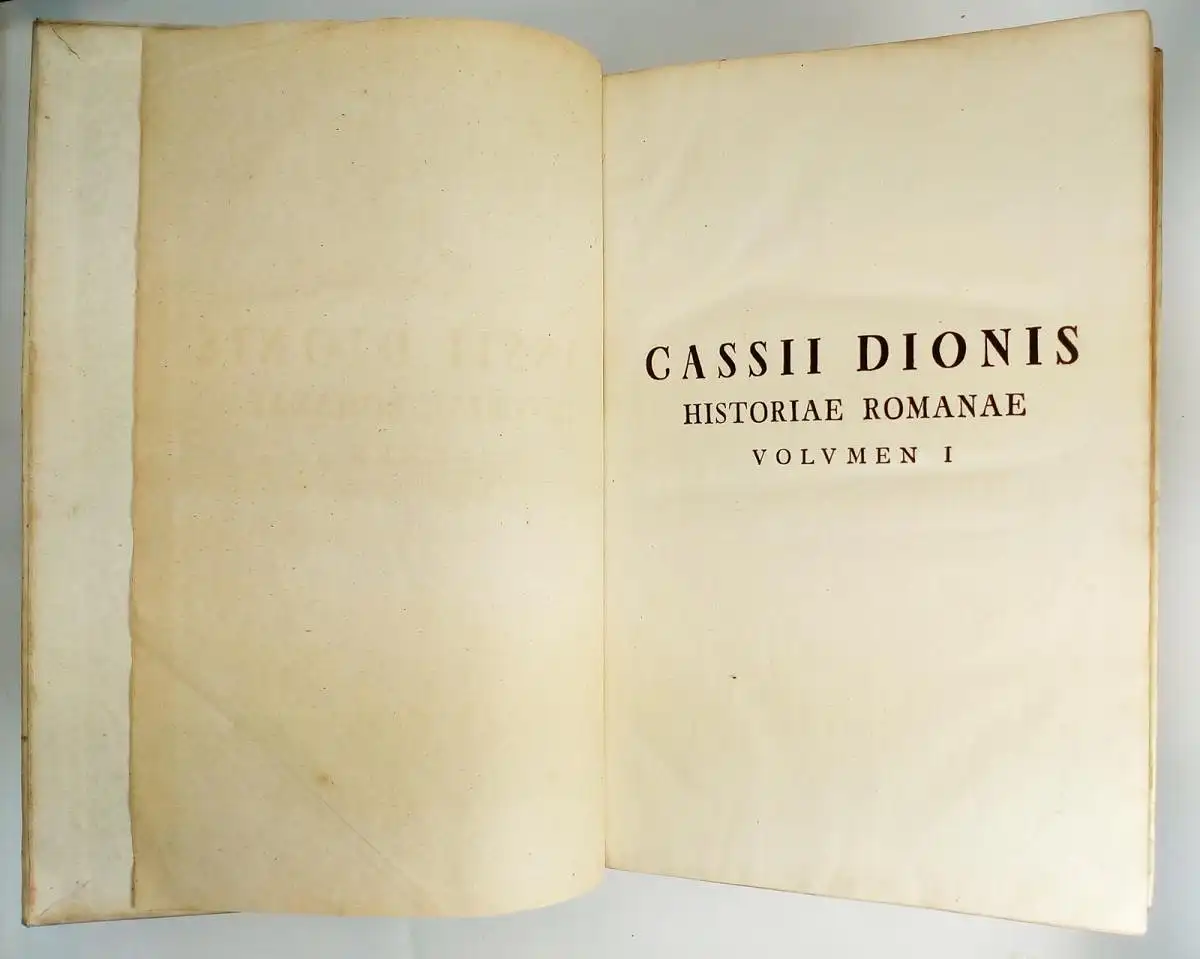 CASSII DIONIS
HISTORIAE ROMANAE
VOLVMEN I